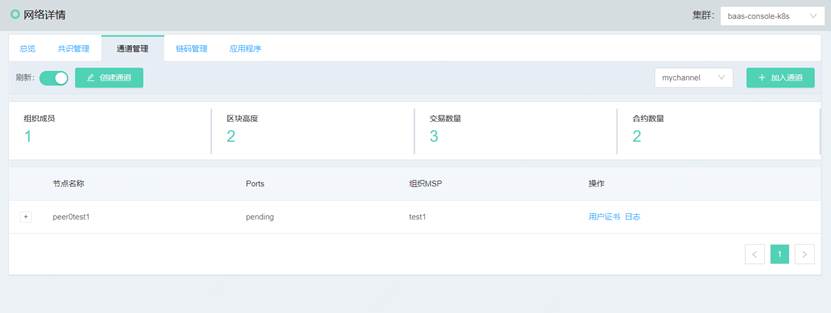 网络详情 集群: baas-console-k8s
总览 共识管理 通道管理 链码管理 应用程序
刷新: 创建通道 mychannel + 加入通道
组织成员 区块高度 交易数量 合约数量
1 2 3 2
节点名称 Ports 组织MSP 操作
+ peer0test1 pending test1 用户证书 日志
< 1 >